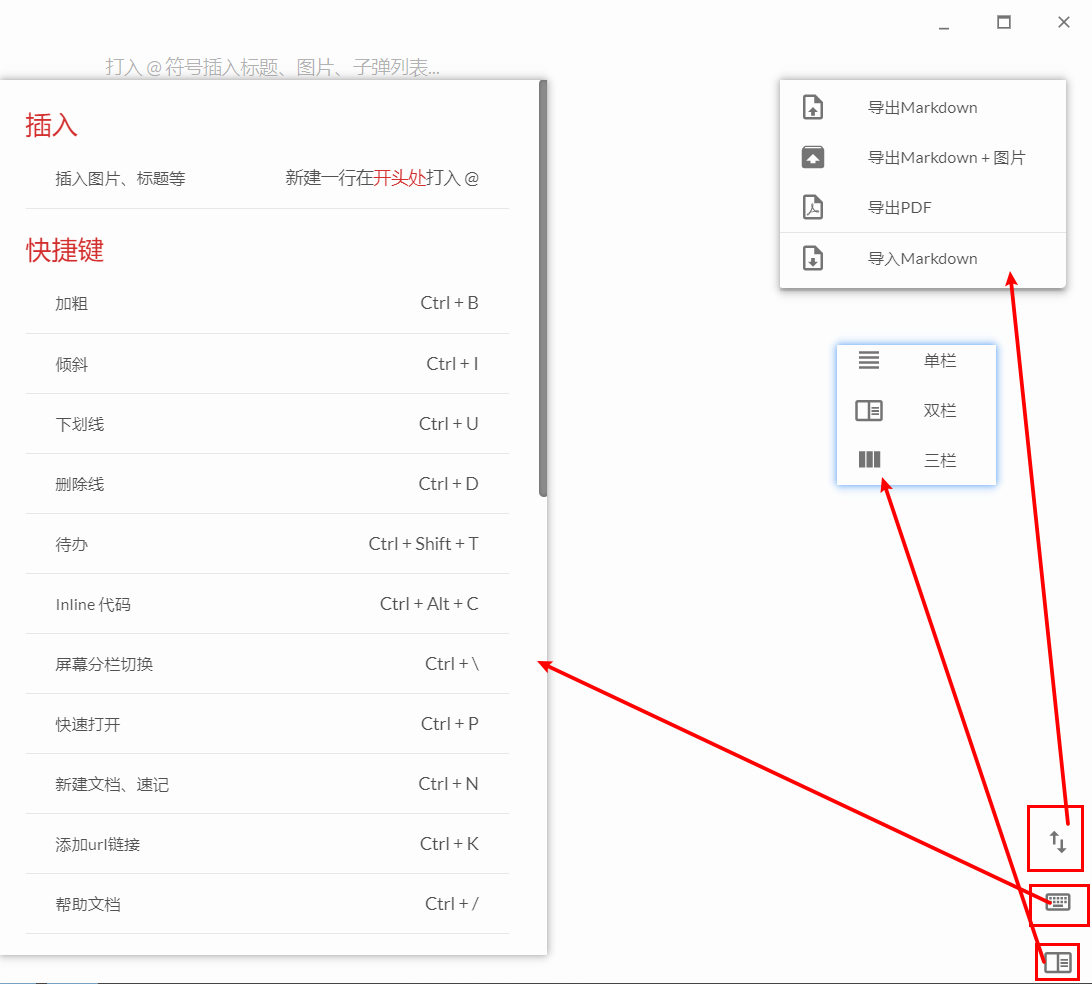 打入 @ 符号插入标题、图片、子弹列表...
插入
插入图片、标题等 新建一行在开头处打入 @
快捷键
加粗 Ctrl + B
倾斜 Ctrl + I
下划线 Ctrl + U
删除线 Ctrl + D
待办 Ctrl + Shift + T
Inline 代码 Ctrl + Alt + C
屏幕分栏切换 Ctrl + \
快速打开 Ctrl + P
新建文档、速记 Ctrl + N
添加url链接 Ctrl + K
帮助文档 Ctrl + /
导出Markdown
导出Markdown + 图片
导出PDF
导入Markdown
单栏
双栏
三栏